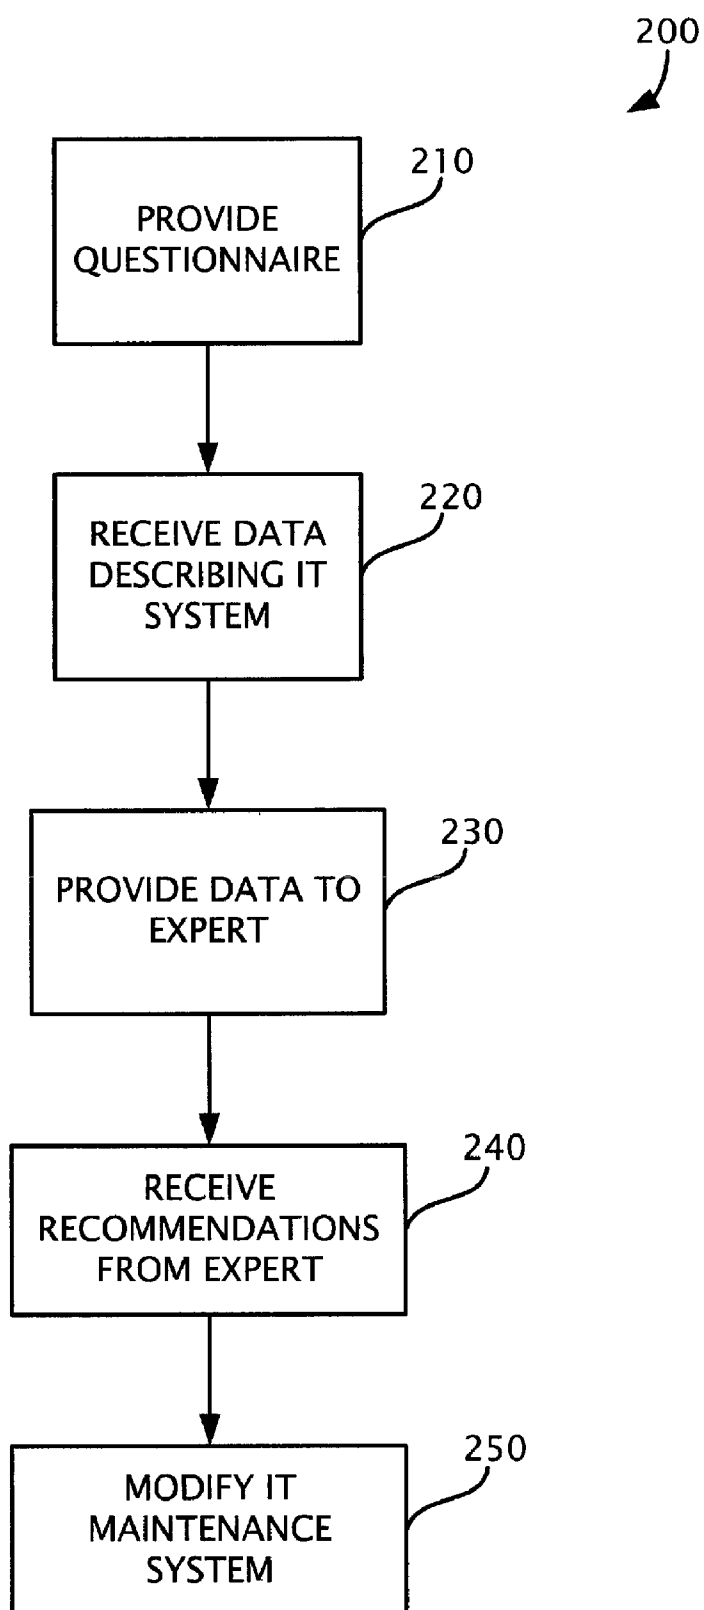 200
210
PROVIDE
QUESTIONNAIRE
220
RECEIVE DATA
DESCRIBING IT
SYSTEM
230
PROVIDE DATA TO
EXPERT
240
RECEIVE
RECOMMENDATIONS
FROM EXPERT
250
MODIFY IT
MAINTENANCE
SYSTEM